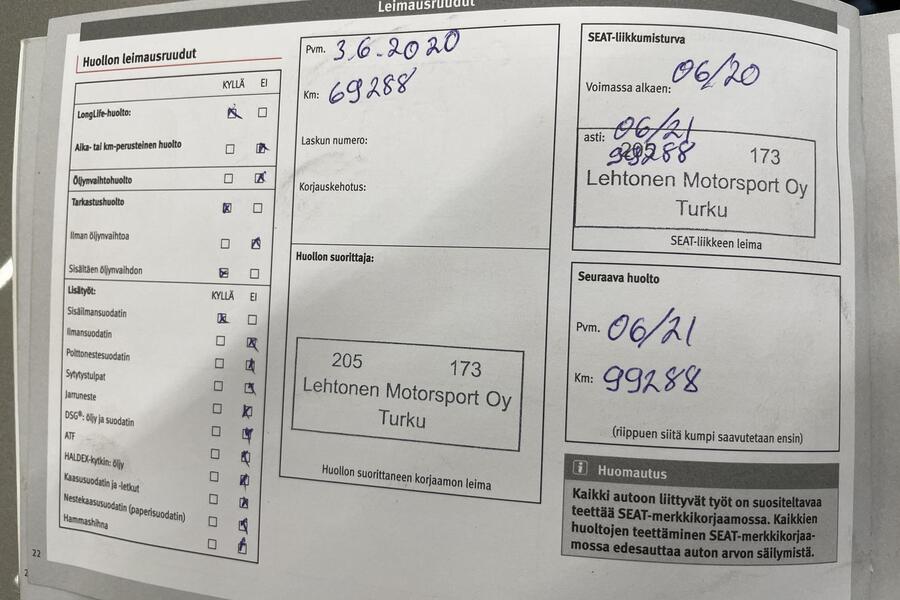 Leimausruudut
Huollon leimausruudut
KYLLÄ EI
LongLife-huolto:
Aika- tai km-perusteinen huolto
Öljynvaihtohuolto
Tarkastushuolto
Ilman öljynvaihtoa
Sisältäen öljynvaihdon
Lisätyöt: KYLLÄ EI
Sisäilmansuodatin
Ilmansuodatin
Polttonestesuodatin
Sytytystulpat
Jarruneste
DSG®: öljy ja suodatin
ATF
HALDEX-kytkin: öljy
Kaasusuodatin ja -letkut
Nestekaasusuodatin (paperisuodatin)
Hammashihna
22
Pvm. 3.6.2020
Km: 69288
Laskun numero:
Korjauskehotus:
Huollon suorittaja:
205 173
Lehtonen Motorsport Oy
Turku
Huollon suorittaneen korjaamon leima
SEAT-liikkumisturva
Voimassa alkaen: 06/20
asti: 06/21
99288
205 173
Lehtonen Motorsport Oy
Turku
SEAT-liikkeen leima
Seuraava huolto
Pvm. 06/21
Km: 99288
(riippuen siitä kumpi saavutetaan ensin)
i Huomautus
Kaikki autoon liittyvät työt on suositeltavaa
teettää SEAT-merkkikorjaamossa. Kaikkien
huoltojen teettäminen SEAT-merkkikorjaa-
mossa edesauttaa auton arvon säilymistä.